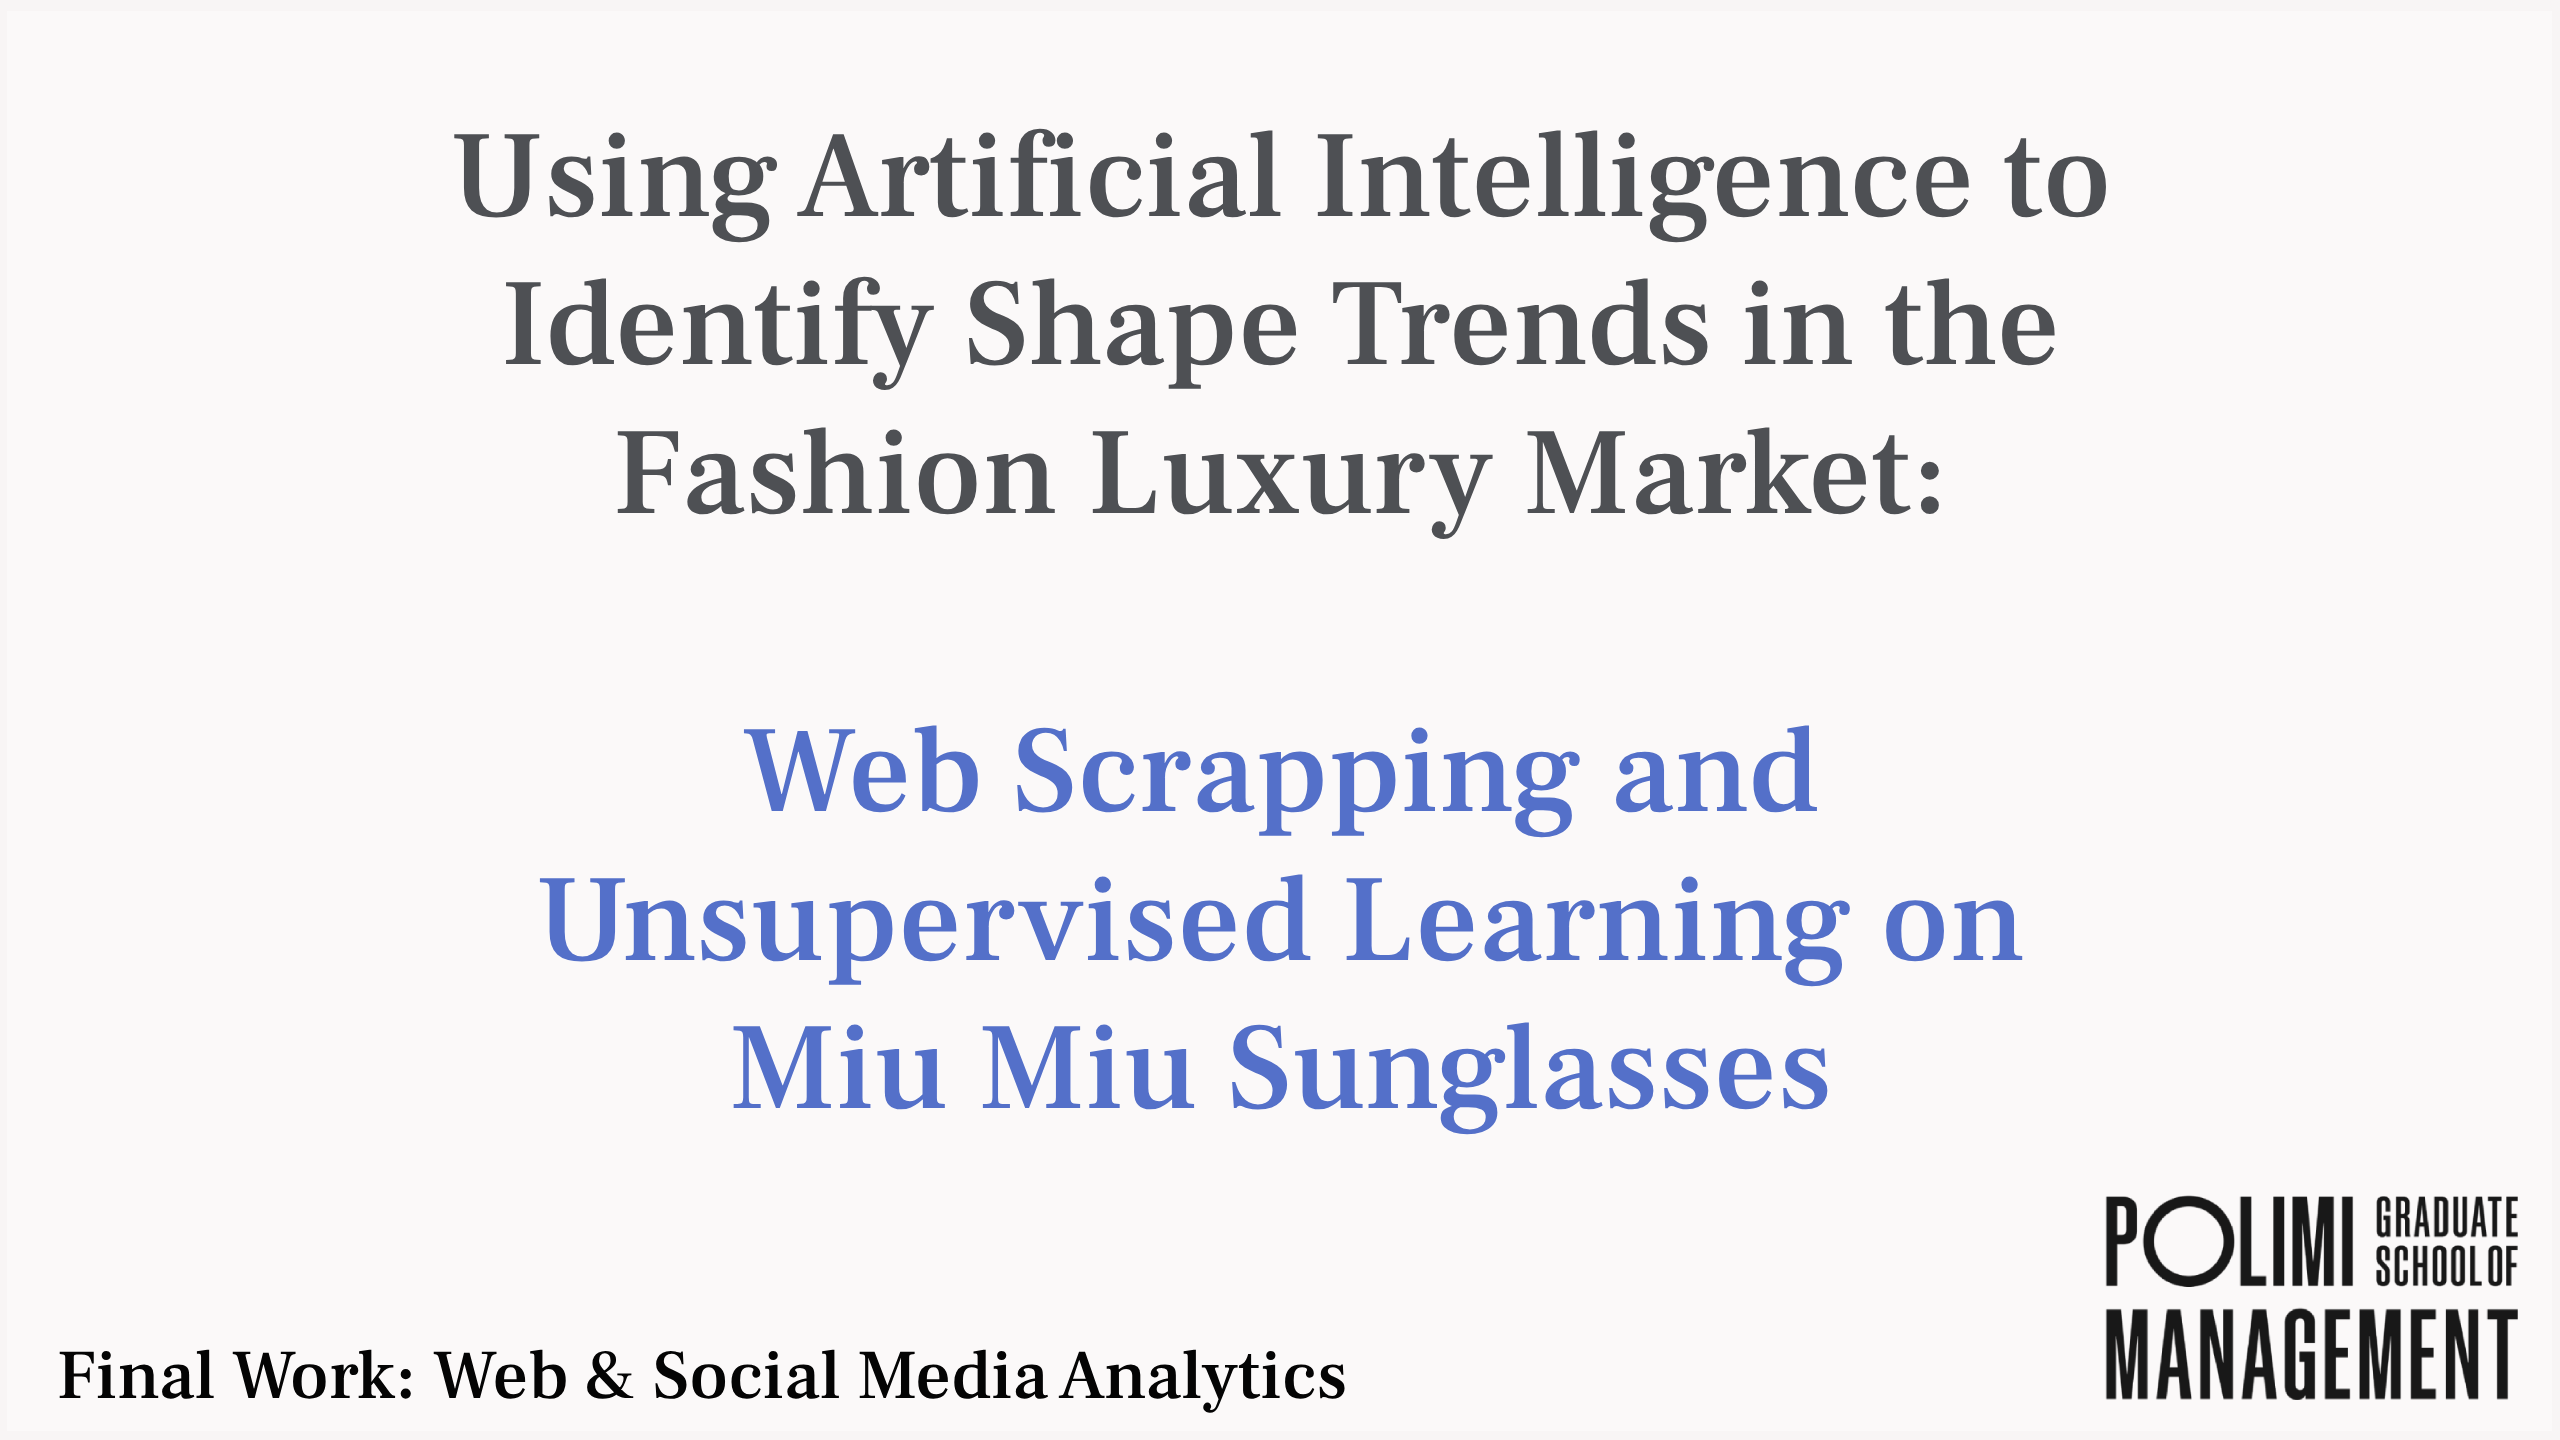 Using Artificial Intelligence to
Identify Shape Trends in the
Fashion Luxury Market:
Web Scrapping and
Unsupervised Learning on
Miu Miu Sunglasses
Final Work: Web & Social Media Analytics
POLIMI GRADUATE
SCHOOL OF
MANAGEMENT